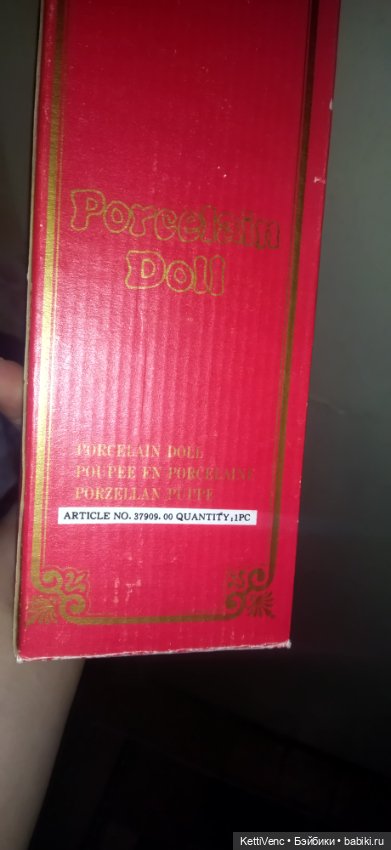 Porcelain
Doll
PORCELAIN DOLL
POUPEE EN PORCELAINE
PORZELLAN PUPPE
ARTICLE NO. 37909.00 QUANTITY:1PC
KettiVenc • Бэйбики • babiki.ru